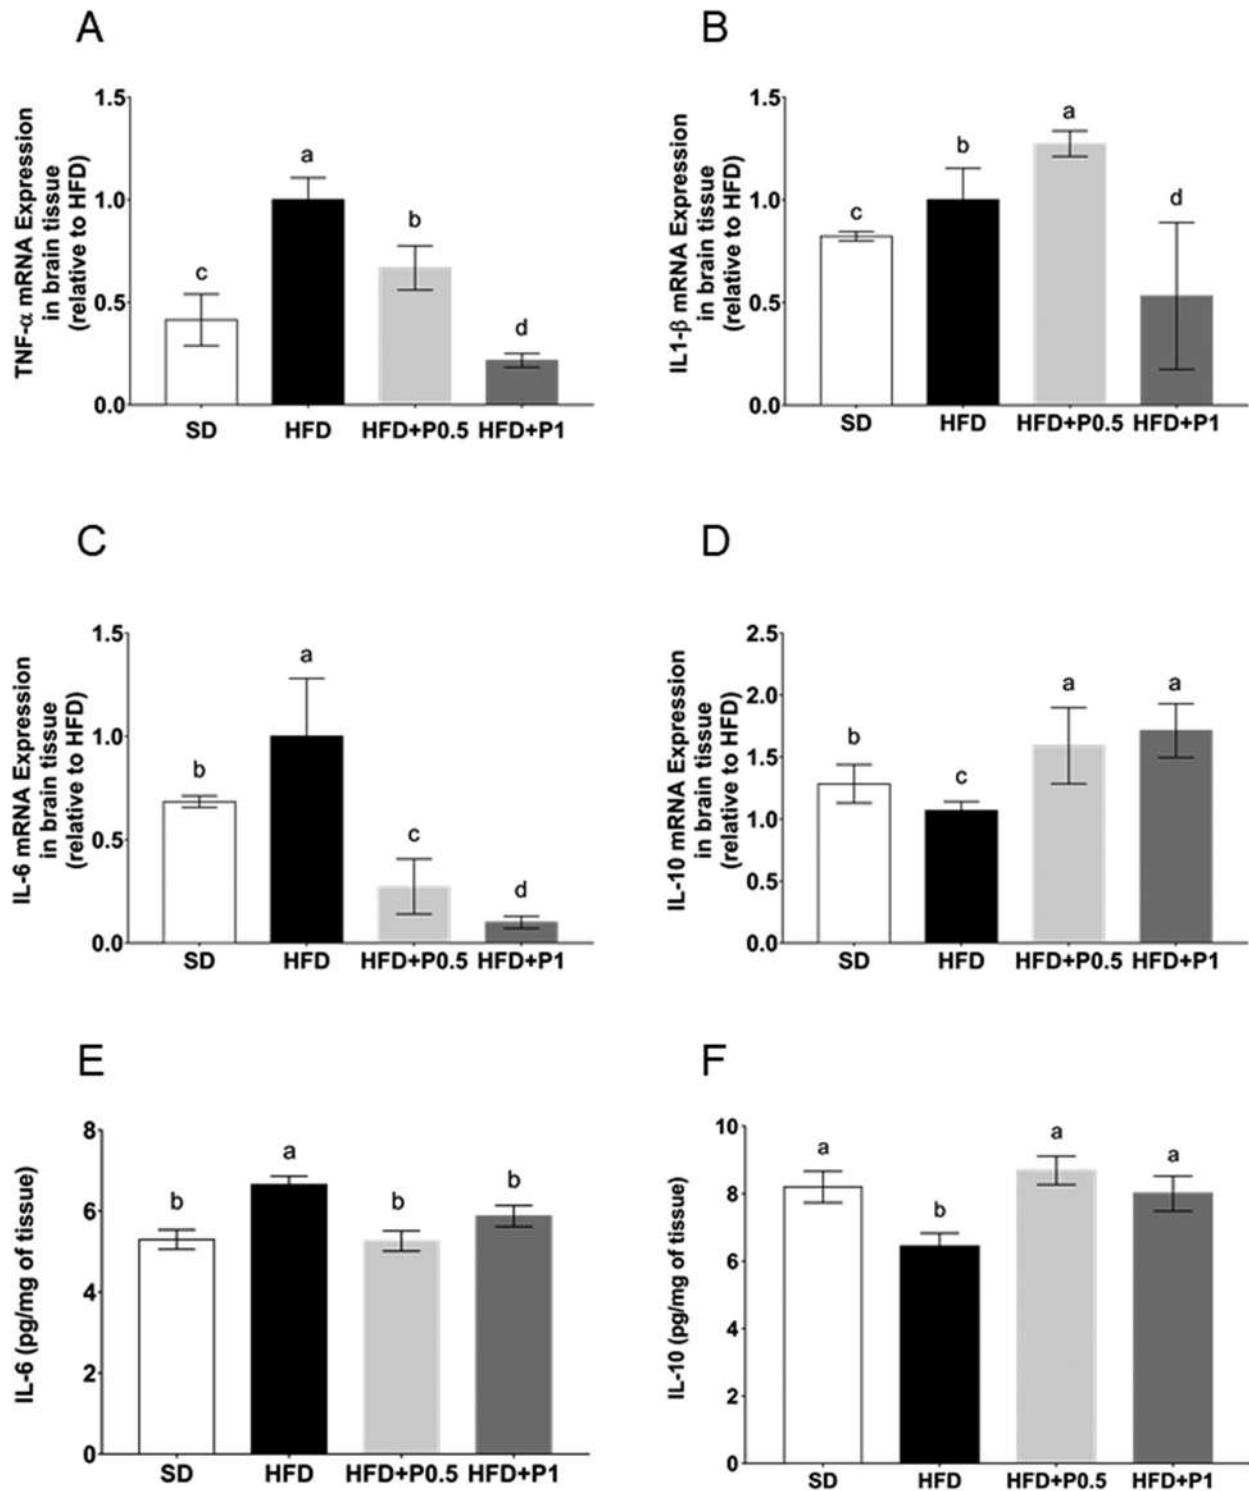 A
TNF-α mRNA Expression
in brain tissue
(relative to HFD)
1.5
1.0
0.5
0.0
a
b
c
d
SD HFD HFD+P0.5 HFD+P1
B
IL1-β mRNA Expression
in brain tissue
(relative to HFD)
1.5
1.0
0.5
0.0
a
b
c
d
SD HFD HFD+P0.5 HFD+P1
C
IL-6 mRNA Expression
in brain tissue
(relative to HFD)
1.5
1.0
0.5
0.0
a
b
c
d
SD HFD HFD+P0.5 HFD+P1
D
IL-10 mRNA Expression
in brain tissue
(relative to HFD)
2.5
2.0
1.5
1.0
0.5
0.0
a a
b
c
SD HFD HFD+P0.5 HFD+P1
E
IL-6 (pg/mg of tissue)
8
6
4
2
0
a
b b b
SD HFD HFD+P0.5 HFD+P1
F
IL-10 (pg/mg of tissue)
10
8
6
4
2
0
a a a
b
SD HFD HFD+P0.5 HFD+P1